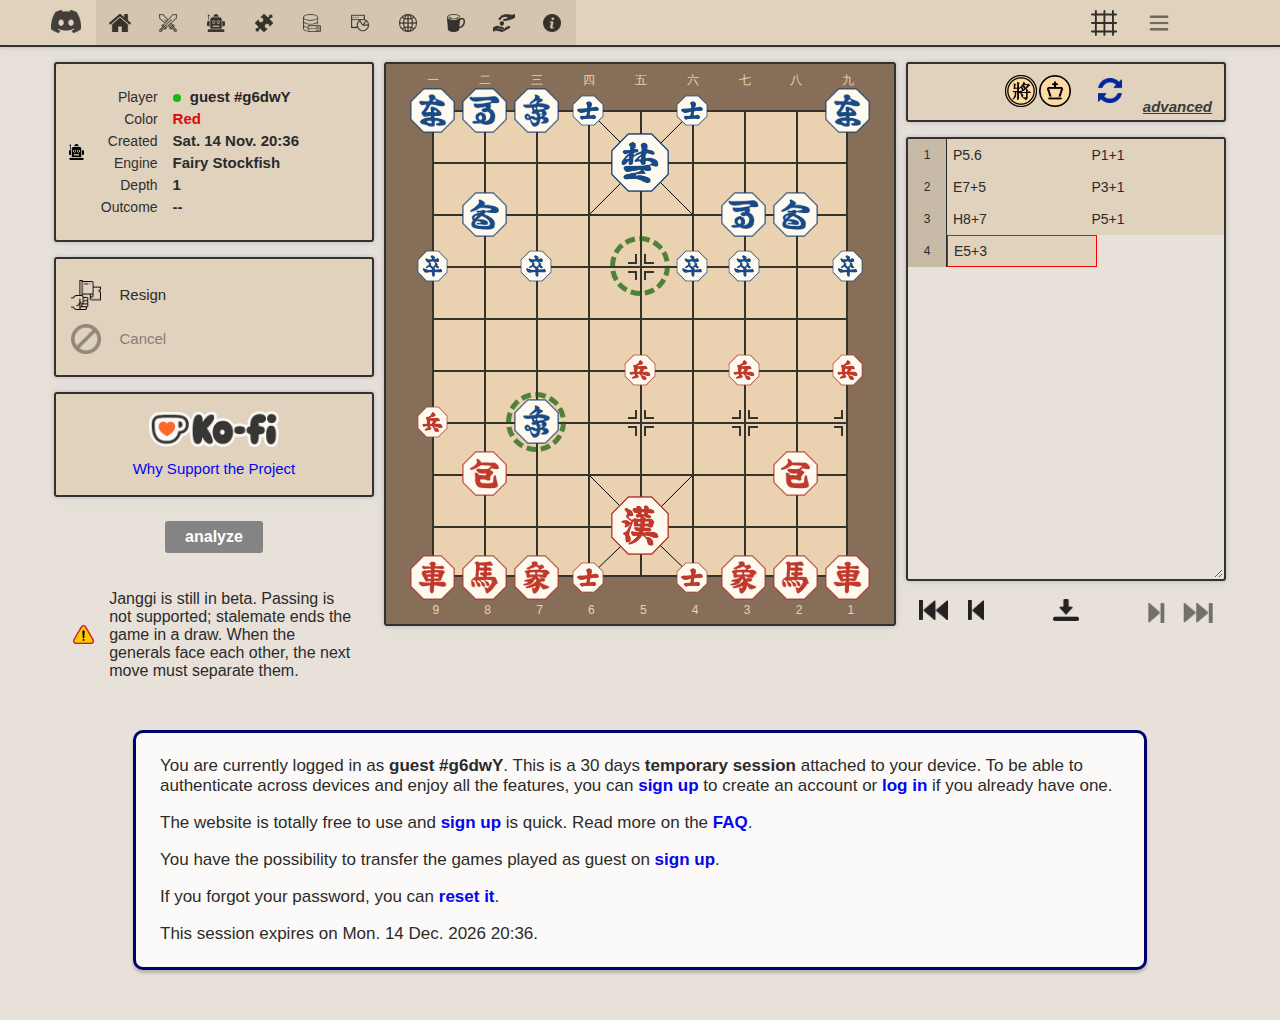 Player guest #g6dwY
Color Red
Created Sat. 14 Nov. 20:36
Engine Fairy Stockfish
Depth 1
Outcome --
Resign
Cancel
Ko-fi
Why Support the Project
analyze
Janggi is still in beta. Passing is
not supported; stalemate ends the
game in a draw. When the
generals face each other, the next
move must separate them.
一 二 三 四 五 六 七 八 九
士 士
楚
卒 卒 卒 卒 卒
兵 兵 兵
兵
包 包
漢
車 馬 象 士 士 象 馬 車
9 8 7 6 5 4 3 2 1
將
advanced
1 P5.6 P1+1
2 E7+5 P3+1
3 H8+7 P5+1
4 E5+3
You are currently logged in as guest #g6dwY. This is a 30 days temporary session attached to your device. To be able to
authenticate across devices and enjoy all the features, you can sign up to create an account or log in if you already have one.
The website is totally free to use and sign up is quick. Read more on the FAQ.
You have the possibility to transfer the games played as guest on sign up.
If you forgot your password, you can reset it.
This session expires on Mon. 14 Dec. 2026 20:36.